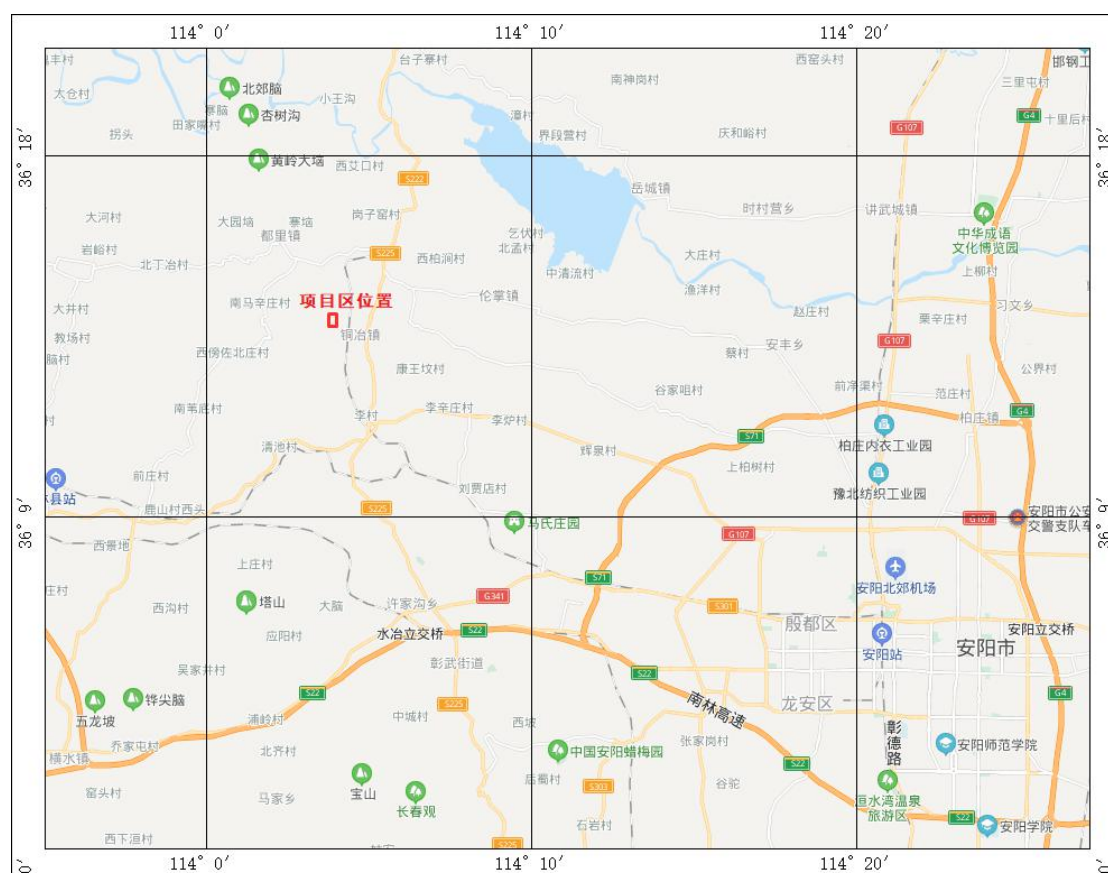 114° 0′
114° 10′
114° 20′
台子寨村
西窑头村
邯钢工
南神岗村
三里屯村
北郊脑
太仓村
寨脑
小王沟
杏树沟
漳村
G4
十里后村
田家嘴村
拐头
界段营村
庆和峪村
G107
36° 18′
36° 18′
黄岭大垴
西艾口村
S222
岳城镇
大河村
大园垴
寨垴
岗子窑村
时村营乡
讲武城镇
都里镇
乞伏村
中华成语
文化博览园
岩峪村
北孟村
北丁冶村
S225
西柏涧村
大庄村
中清流村
上柳村
渔洋村
南马辛庄村
项目区位置
伦掌镇
习文乡
大井村
赵庄村
栗辛庄村
教场村
铜冶镇
安丰乡
G107
脑村
西傍佐北庄村
蔡村
康王坟村
公界村
谷家咀村
前净渠村
范庄村
南苇底村
李辛庄村
李村
李炉村
柏庄镇
G4
S71
清池村
辉泉村
柏庄内衣工业园
上柏树村
前庄村
刘贾店村
豫北纺织工业园
林县站
鹿山村西头
S225
36° 9′
36° 9′
马氏庄园
G107
安阳市公安
交警支队车
G107
西景地
上庄村
庄村
S71
安阳北郊机场
G341
西沟村
塔山
大脑
许家沟乡
S301
殷都区
应阳村
水冶立交桥
S22
安阳立交桥
安阳站
安阳市
吴家井村
彰武街道
S22
铧尖脑
S22
龙安区
G4
五龙坡
S225
中城村
南林高速
浦岭村
西坡
彰德路
乔家屯村
北齐村
中国安阳蜡梅园
张家岗村
安阳师范学院
横水镇
S22
后蜀村
窑头村
马家乡
宝山
S303
谷驼
洹水湾温泉
旅游区
长春观
石岩村
S22
安阳学院
西下洹村
S225
114° 0′
114° 10′
114° 20′